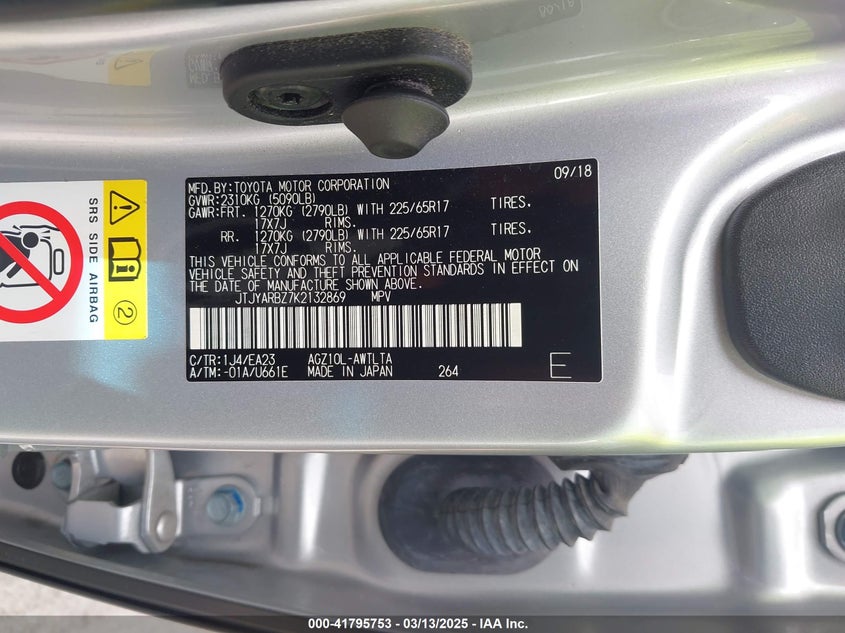 MFD.BY:TOYOTA MOTOR CORPORATION 09/18
GVWR:2310KG (5090LB)
GAWR:FRT. 1270KG (2790LB) WITH 225/65R17 TIRES.
17X7J RIMS.
RR. 1270KG (2790LB) WITH 225/65R17 TIRES.
17X7J RIMS.
THIS VEHICLE CONFORMS TO ALL APPLICABLE FEDERAL MOTOR
VEHICLE SAFETY AND THEFT PREVENTION STANDARDS IN EFFECT ON
THE DATE OF MANUFACTURE SHOWN ABOVE.
JTJYARBZ7K2132869 MPV
C/TR:1J4/EA23 AGZ10L-AWTLTA
A/TM:-01A/U661E MADE IN JAPAN 264 E
SRS SIDE AIRBAG
2
000-41795753 — 03/13/2025 — IAA Inc.